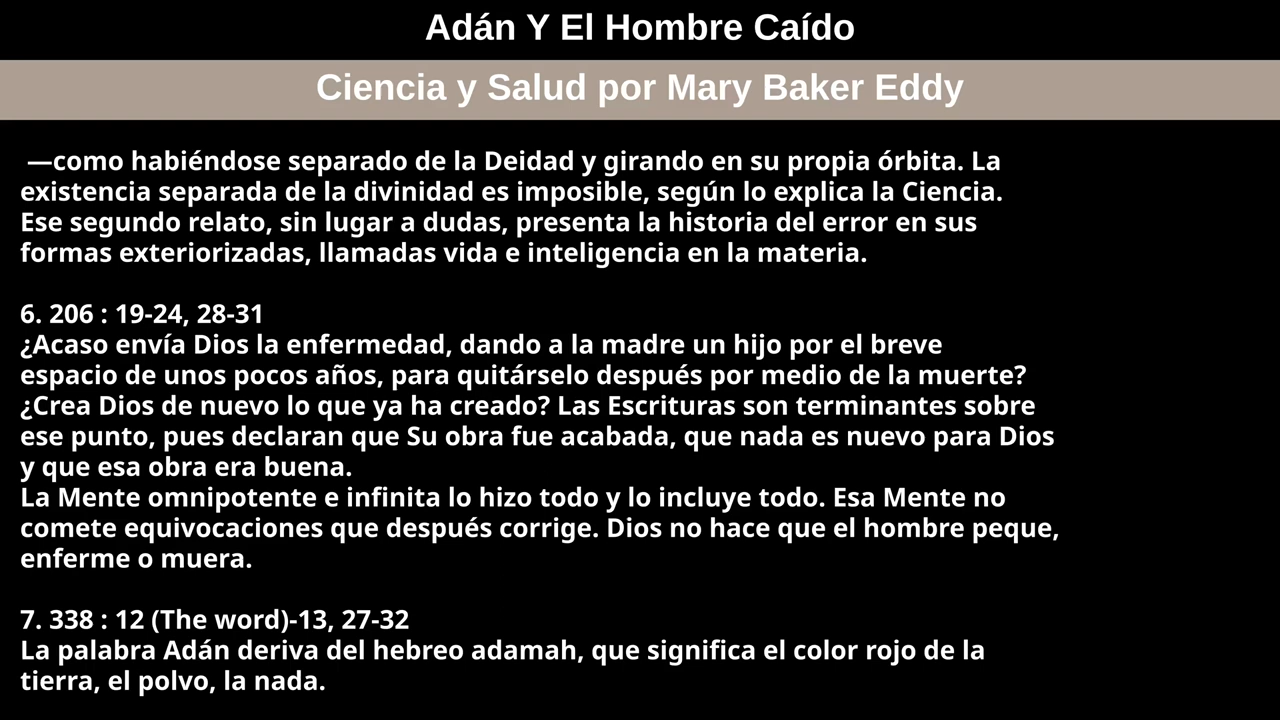 Adán Y El Hombre Caído
Ciencia y Salud por Mary Baker Eddy
—como habiéndose separado de la Deidad y girando en su propia órbita. La
existencia separada de la divinidad es imposible, según lo explica la Ciencia.
Ese segundo relato, sin lugar a dudas, presenta la historia del error en sus
formas exteriorizadas, llamadas vida e inteligencia en la materia.
6. 206 : 19-24, 28-31
¿Acaso envía Dios la enfermedad, dando a la madre un hijo por el breve
espacio de unos pocos años, para quitárselo después por medio de la muerte?
¿Crea Dios de nuevo lo que ya ha creado? Las Escrituras son terminantes sobre
ese punto, pues declaran que Su obra fue acabada, que nada es nuevo para Dios
y que esa obra era buena.
La Mente omnipotente e infinita lo hizo todo y lo incluye todo. Esa Mente no
comete equivocaciones que después corrige. Dios no hace que el hombre peque,
enferme o muera.
7. 338 : 12 (The word)-13, 27-32
La palabra Adán deriva del hebreo adamah, que significa el color rojo de la
tierra, el polvo, la nada.